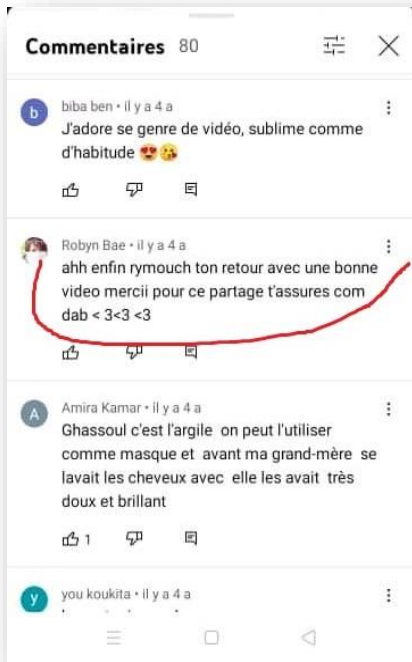 Commentaires 80
b
biba ben • il y a 4 a
J'adore se genre de vidéo, sublime comme
d'habitude 😍😘
Robyn Bae • il y a 4 a
ahh enfin rymouch ton retour avec une bonne
video mercii pour ce partage t'assures com
dab < 3<3 <3
A
Amira Kamar • il y a 4 a
Ghassoul c'est l'argile on peut l'utiliser
comme masque et avant ma grand-mère se
lavait les cheveux avec elle les avait très
doux et brillant
1
y
you koukita • il y a 4 a